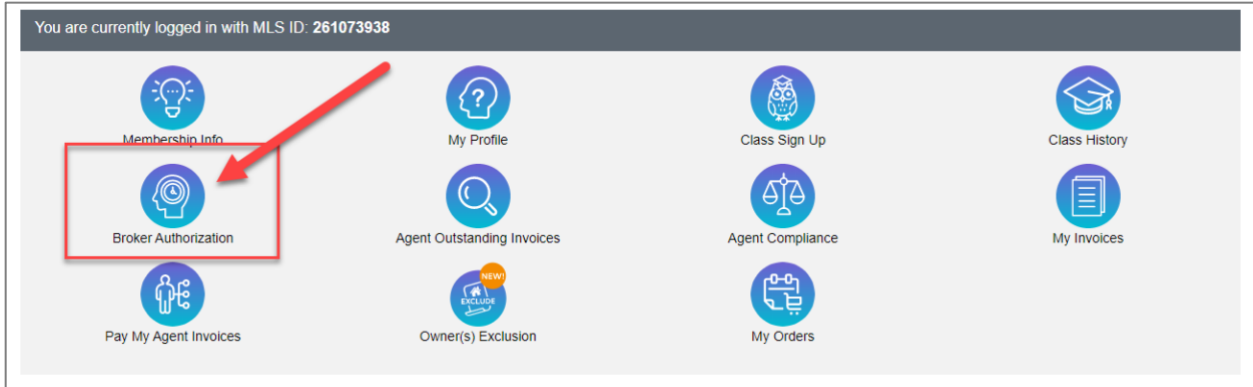 You are currently logged in with MLS ID: 261073938
Membership Info
My Profile
Class Sign Up
Class History
Broker Authorization
Agent Outstanding Invoices
Agent Compliance
My Invoices
NEW!
EXCLUDE
Pay My Agent Invoices
Owner(s) Exclusion
My Orders